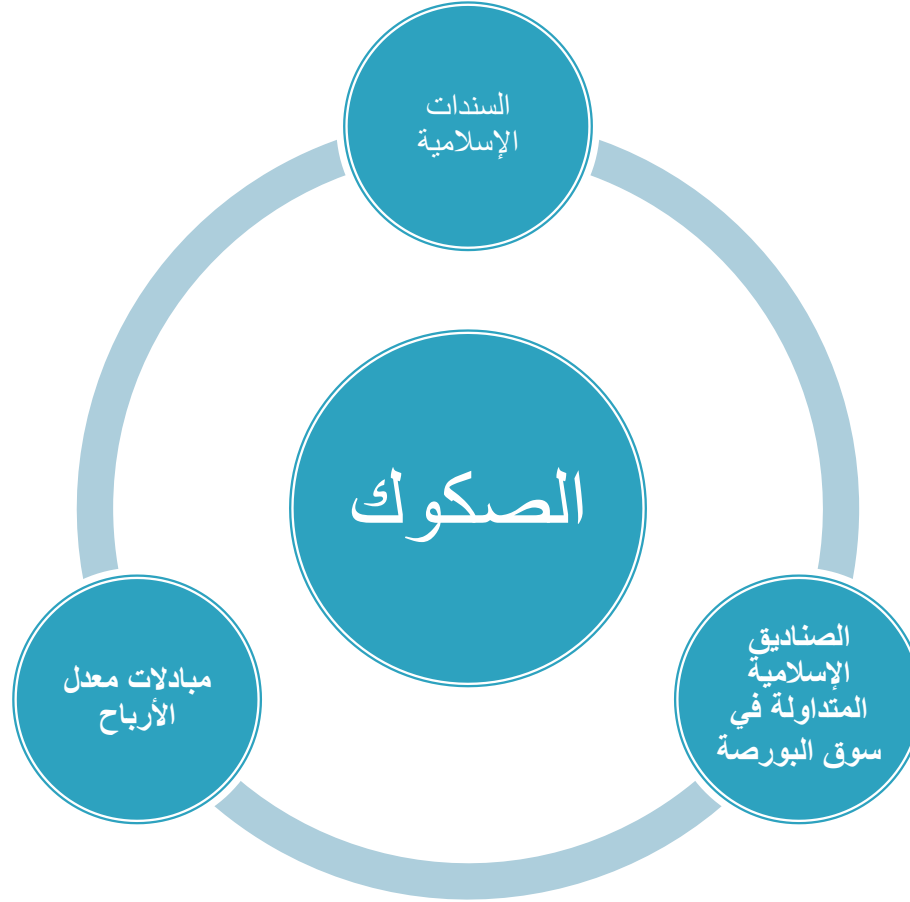 السندات
الإسلامية
الصكوك
الصناديق
الإسلامية
المتداولة في
سوق البورصة
مبادلات معدل
الأرباح